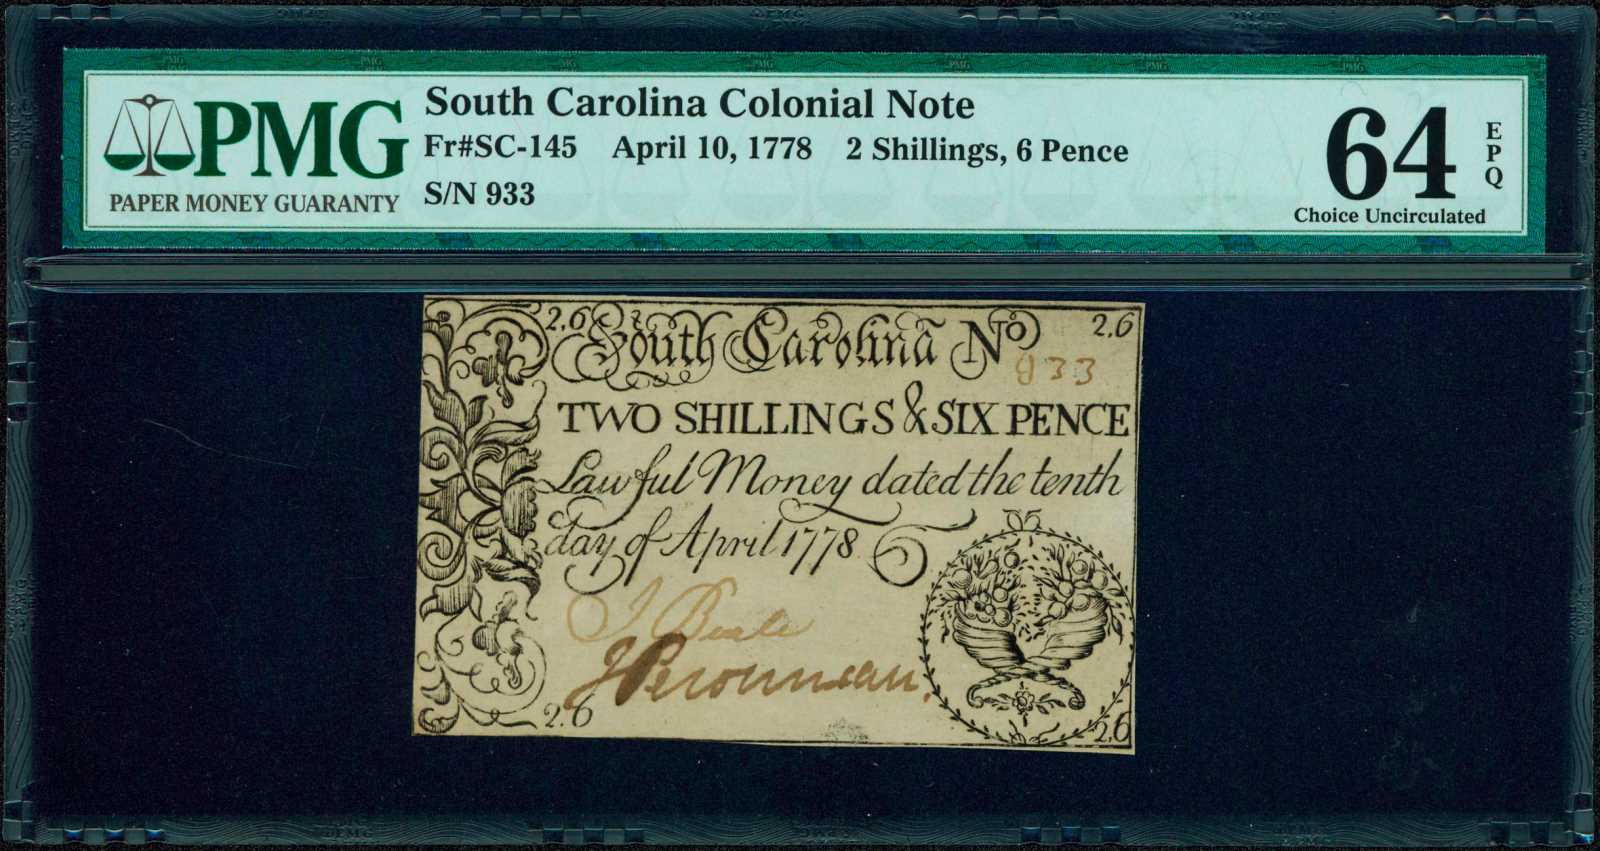 PMG
PAPER MONEY GUARANTY
South Carolina Colonial Note
Fr#SC-145 April 10, 1778 2 Shillings, 6 Pence
S/N 933
64
EPQ
Choice Uncirculated
2,6 South Carolina No 2,6
933
TWO SHILLINGS & SIX PENCE
Lawful Money dated the tenth
day of April 1778
J Beale
J Peronneau.
2,6 2,6